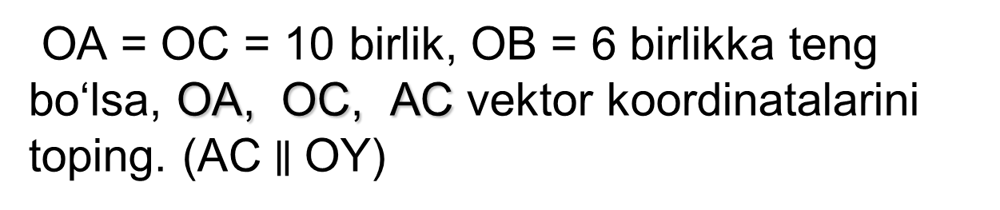 OA = OC = 10 birlik, OB = 6 birlikka teng
bo‘lsa, OA, OC, AC vektor koordinatalarini
toping. (AC ǁ OY)